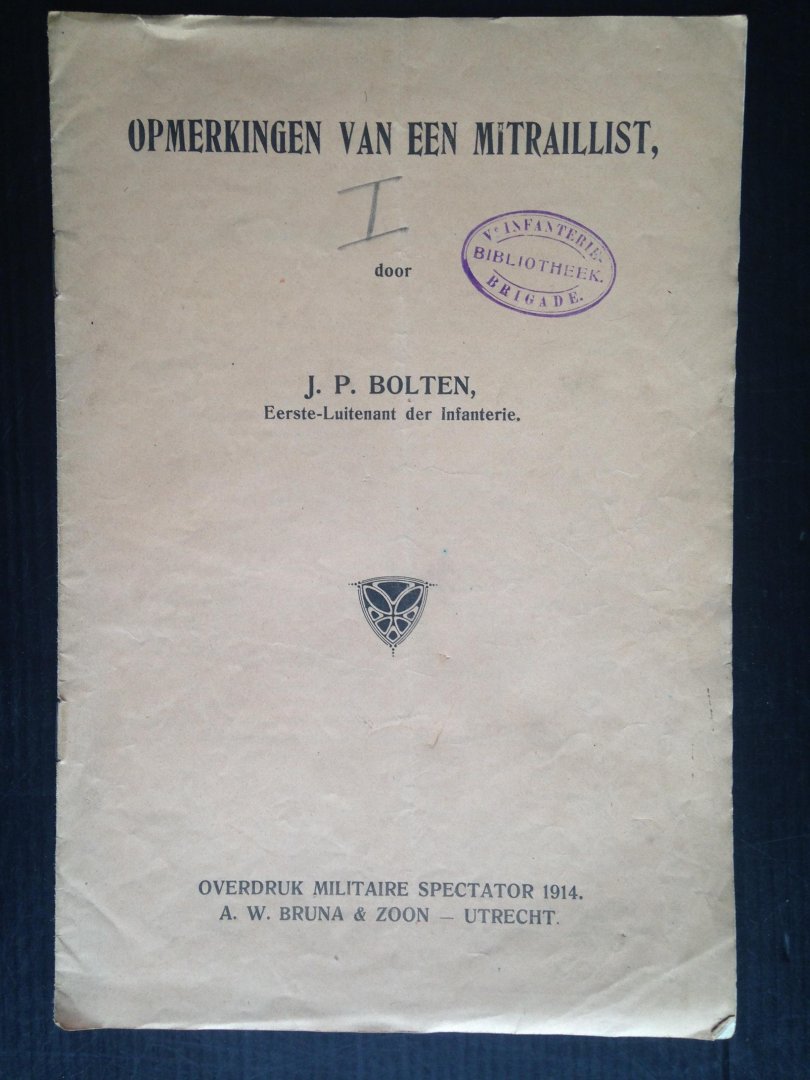 OPMERKINGEN VAN EEN MITRAILLIST,
I
door
Ve INFANTERIE-
BIBLIOTHEEK.
BRIGADE.
J. P. BOLTEN,
Eerste-Luitenant der Infanterie.
OVERDRUK MILITAIRE SPECTATOR 1914.
A. W. BRUNA & ZOON — UTRECHT.